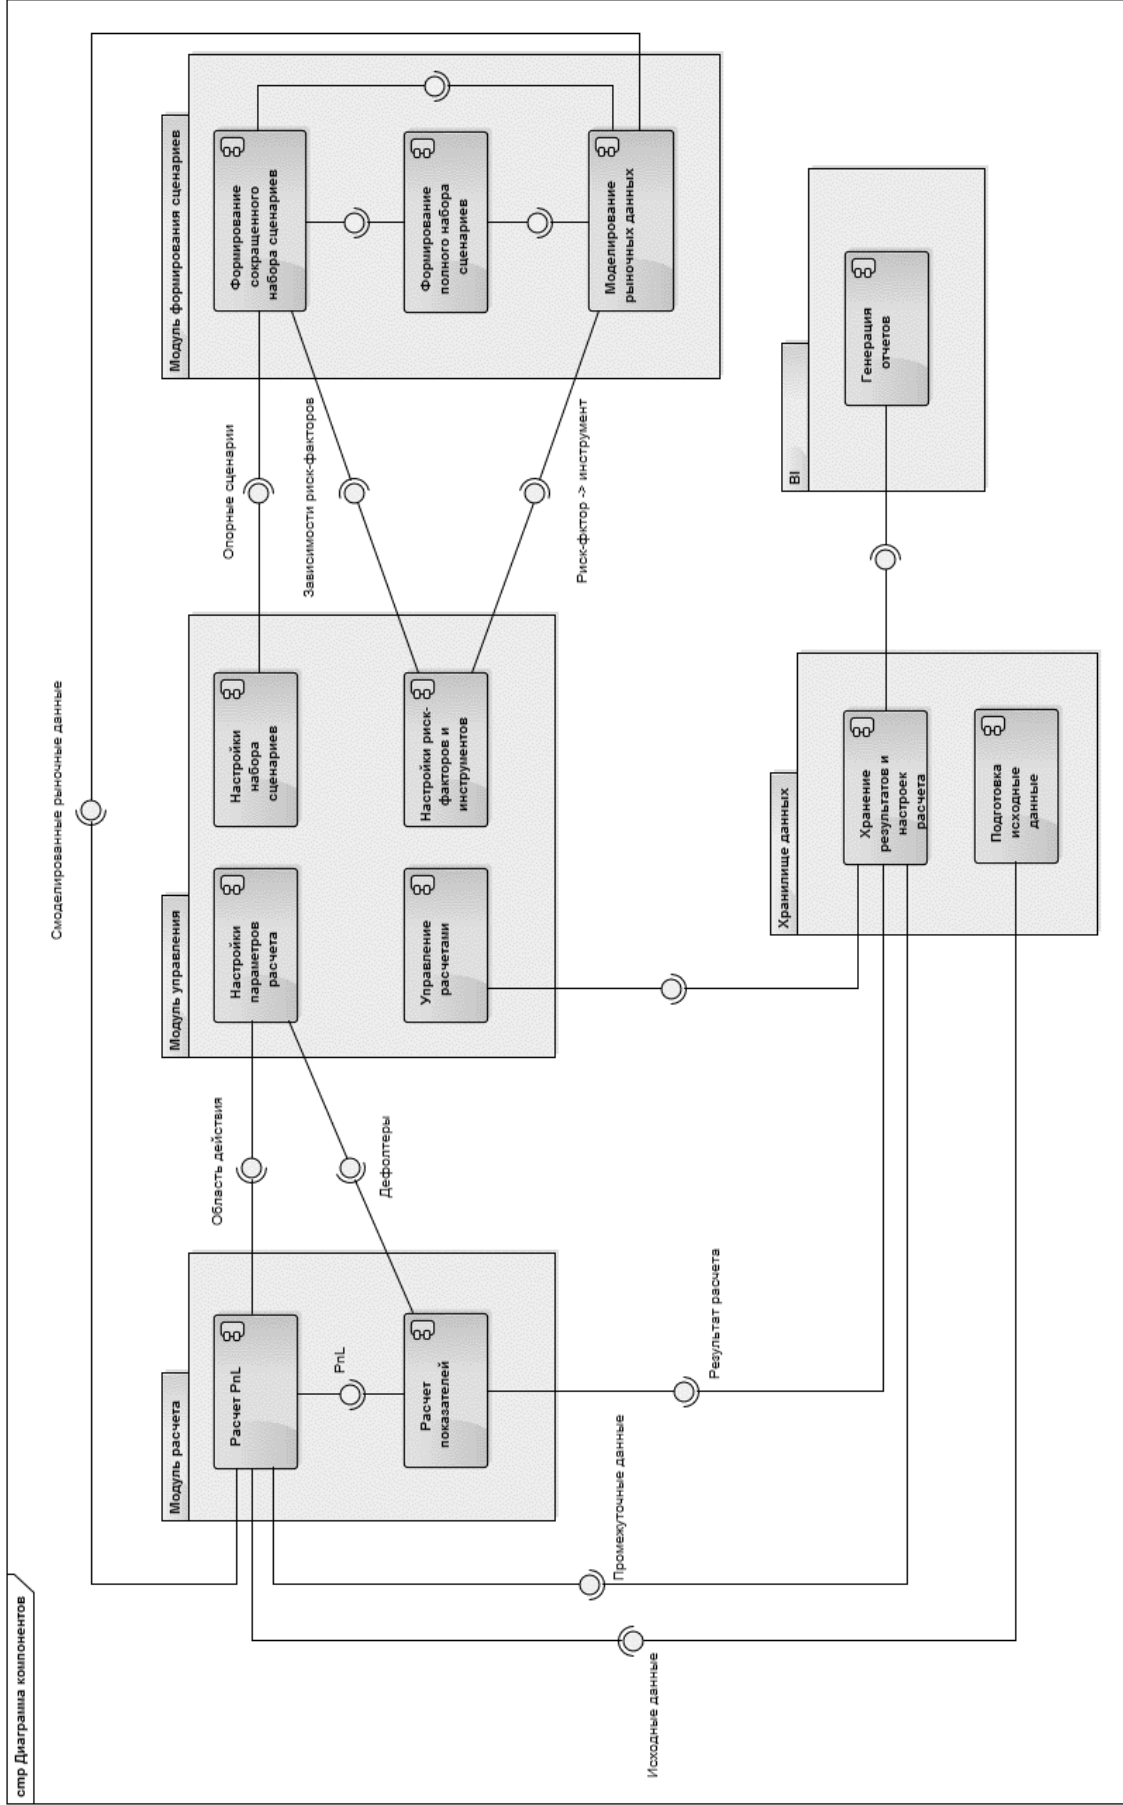 cmp Диаграмма компонентов
Смоделированные рыночные данные
Модуль расчета
Расчет PnL
PnL
Расчет
показателей
Область действия
Дефолтеры
Модуль управления
Настройки
параметров
расчета
Настройки
набора
сценариев
Управление
расчетами
Настройки риск-
факторов и
инструментов
Опорные сценарии
Зависимости риск-факторов
Риск-фктор -> инструмент
Модуль формирования сценариев
Формирование
сокращенного
набора сценариев
Формирование
полного набора
сценариев
Моделирование
рыночных данных
Исходные данные
Промежуточные данные
Результат расчета
Хранилище данных
Хранение
результатов и
настроек
расчета
Подготовка
исходные
данные
BI
Генерация
отчетов